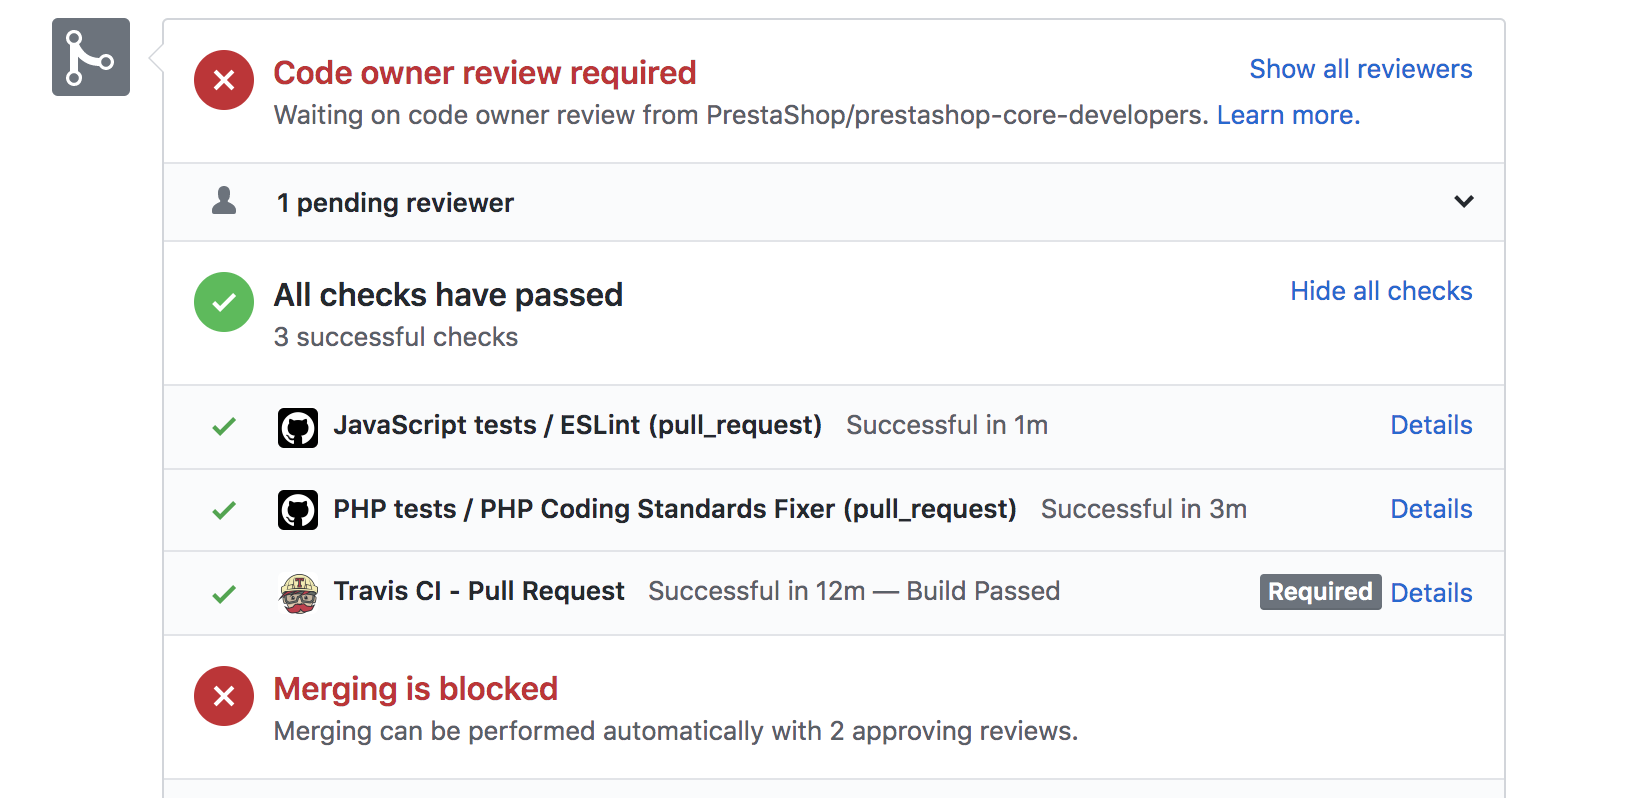 Code owner review required
Show all reviewers
Waiting on code owner review from PrestaShop/prestashop-core-developers. Learn more.
1 pending reviewer
All checks have passed
Hide all checks
3 successful checks
JavaScript tests / ESLint (pull_request) Successful in 1m Details
PHP tests / PHP Coding Standards Fixer (pull_request) Successful in 3m Details
Travis CI - Pull Request Successful in 12m — Build Passed Required Details
Merging is blocked
Merging can be performed automatically with 2 approving reviews.